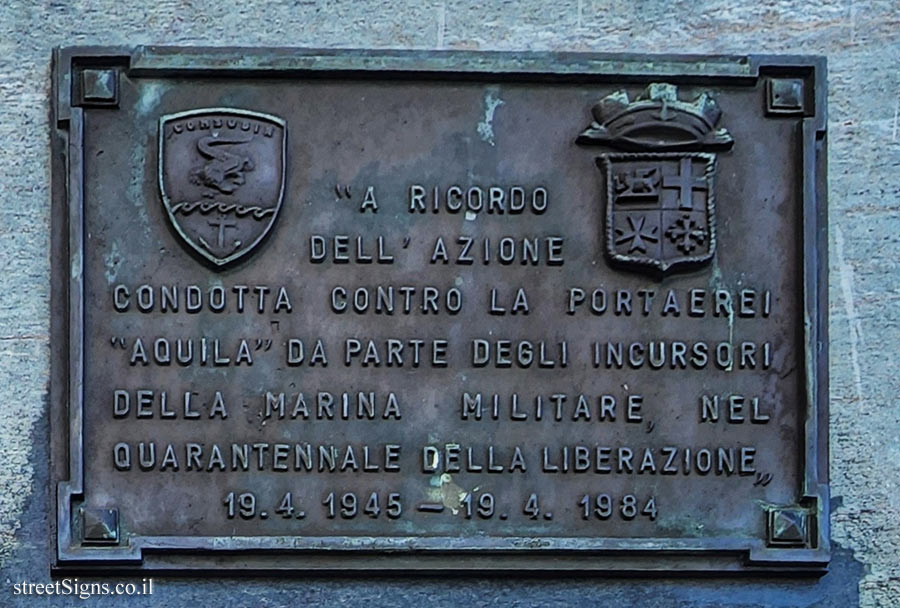 CONSUBIN
"A RICORDO
DELL' AZIONE
CONDOTTA CONTRO LA PORTAEREI
"AQUILA" DA PARTE DEGLI INCURSORI
DELLA MARINA MILITARE, NEL
QUARANTENNALE DELLA LIBERAZIONE"
19.4. 1945 – 19. 4. 1984
streetSigns.co.il